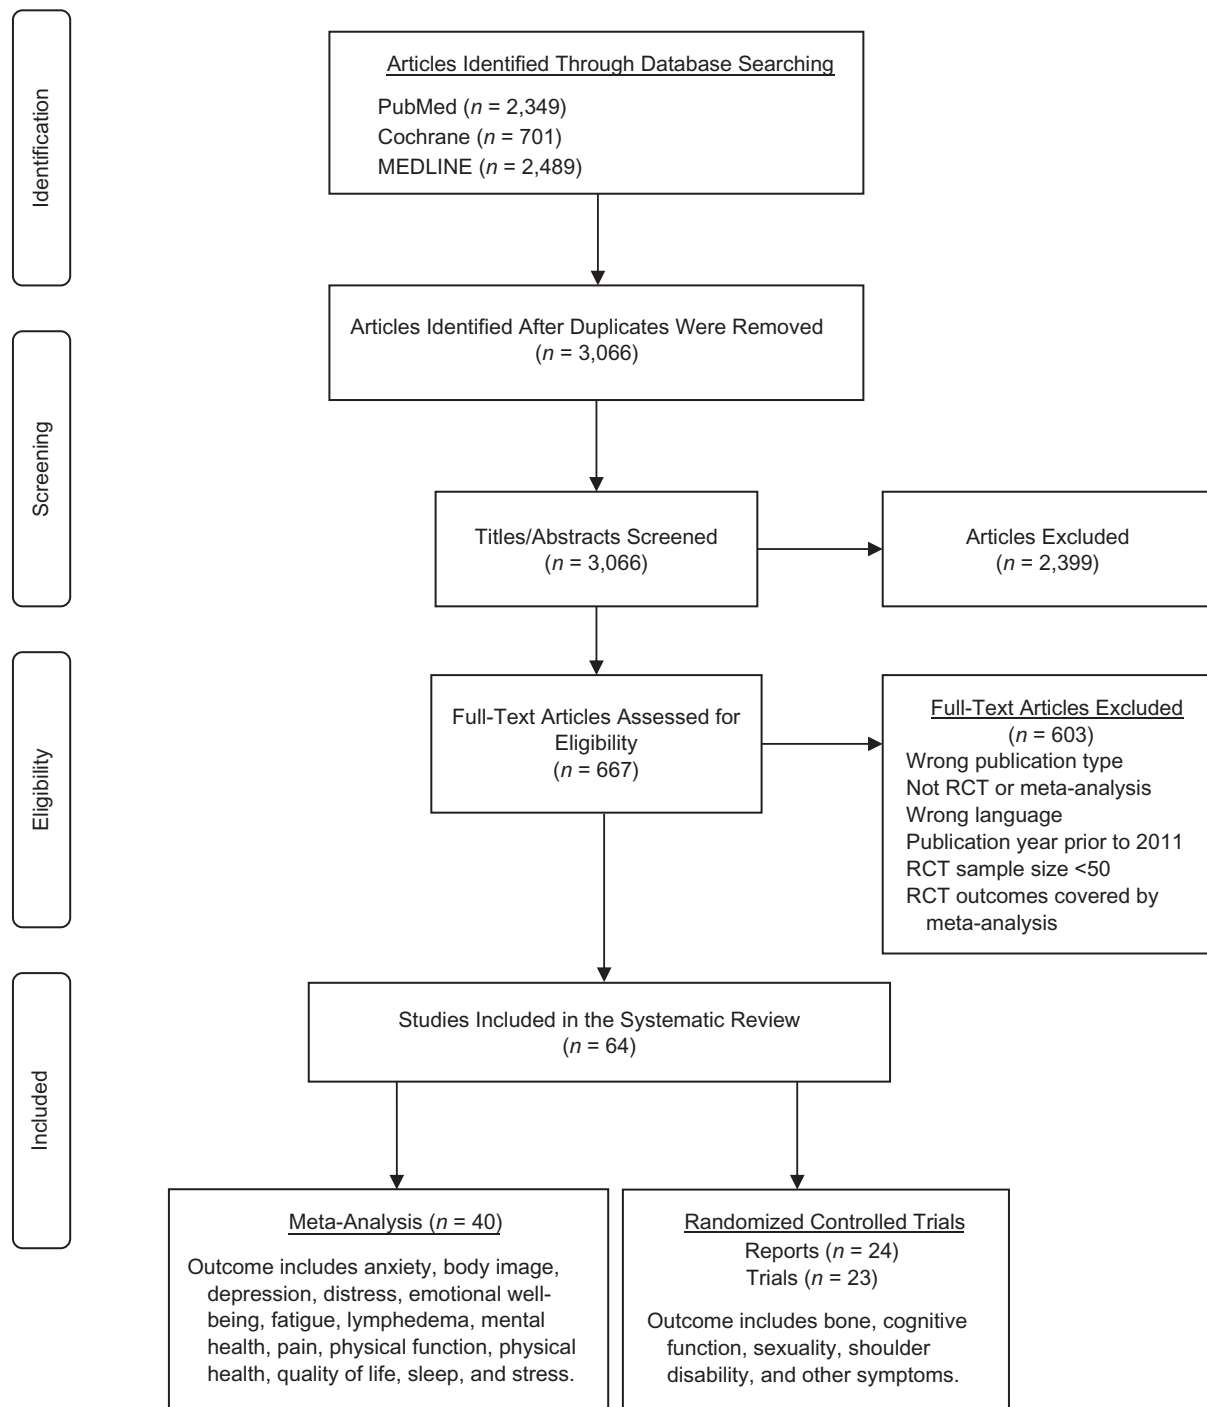 Identification
Articles Identified Through Database Searching
PubMed (n = 2,349)
Cochrane (n = 701)
MEDLINE (n = 2,489)
Screening
Articles Identified After Duplicates Were Removed
(n = 3,066)
Titles/Abstracts Screened
(n = 3,066)
Articles Excluded
(n = 2,399)
Eligibility
Full-Text Articles Assessed for
Eligibility
(n = 667)
Full-Text Articles Excluded
(n = 603)
Wrong publication type
Not RCT or meta-analysis
Wrong language
Publication year prior to 2011
RCT sample size <50
RCT outcomes covered by
meta-analysis
Included
Studies Included in the Systematic Review
(n = 64)
Meta-Analysis (n = 40)
Outcome includes anxiety, body image,
depression, distress, emotional well-
being, fatigue, lymphedema, mental
health, pain, physical function, physical
health, quality of life, sleep, and stress.
Randomized Controlled Trials
Reports (n = 24)
Trials (n = 23)
Outcome includes bone, cognitive
function, sexuality, shoulder
disability, and other symptoms.